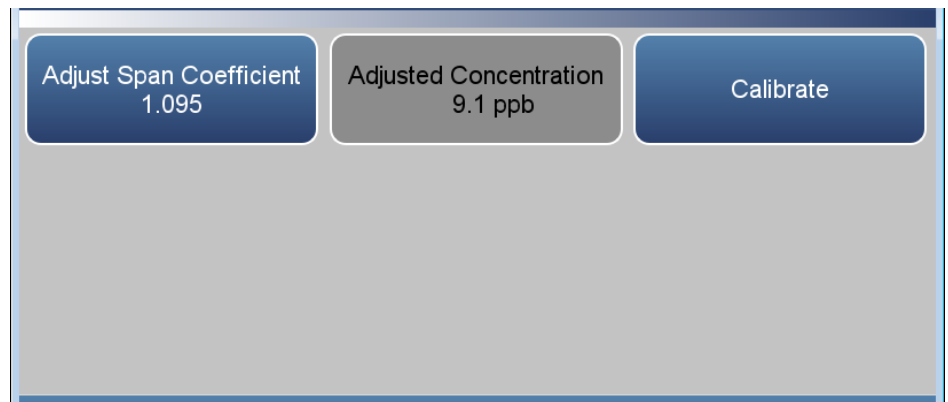 Adjust Span Coefficient
1.095
Adjusted Concentration
9.1 ppb
Calibrate